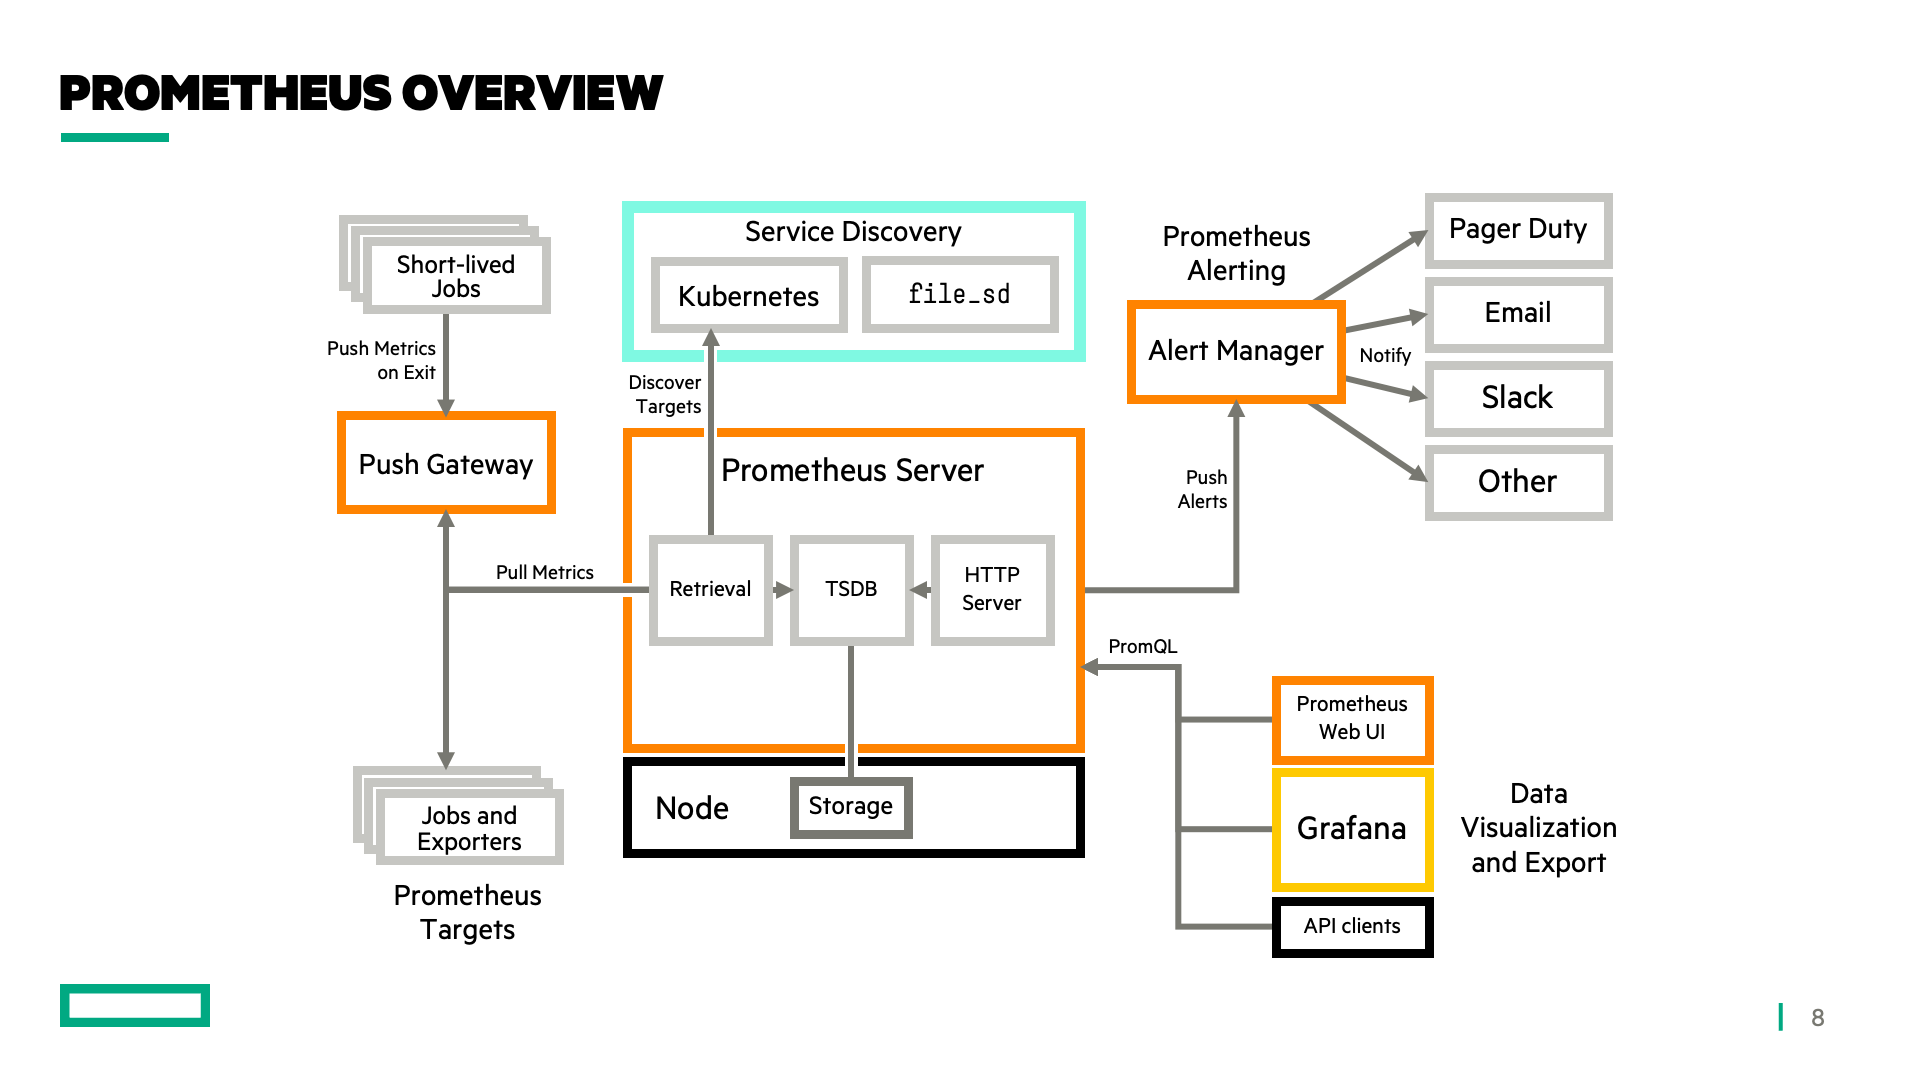 PROMETHEUS OVERVIEW
Short-lived
Jobs
Push Metrics
on Exit
Push Gateway
Pull Metrics
Jobs and
Exporters
Prometheus
Targets
Service Discovery
Kubernetes
file_sd
Discover
Targets
Prometheus Server
Retrieval
TSDB
HTTP
Server
Node
Storage
Prometheus
Alerting
Alert Manager
Push
Alerts
Notify
Pager Duty
Email
Slack
Other
PromQL
Prometheus
Web UI
Grafana
API clients
Data
Visualization
and Export
8